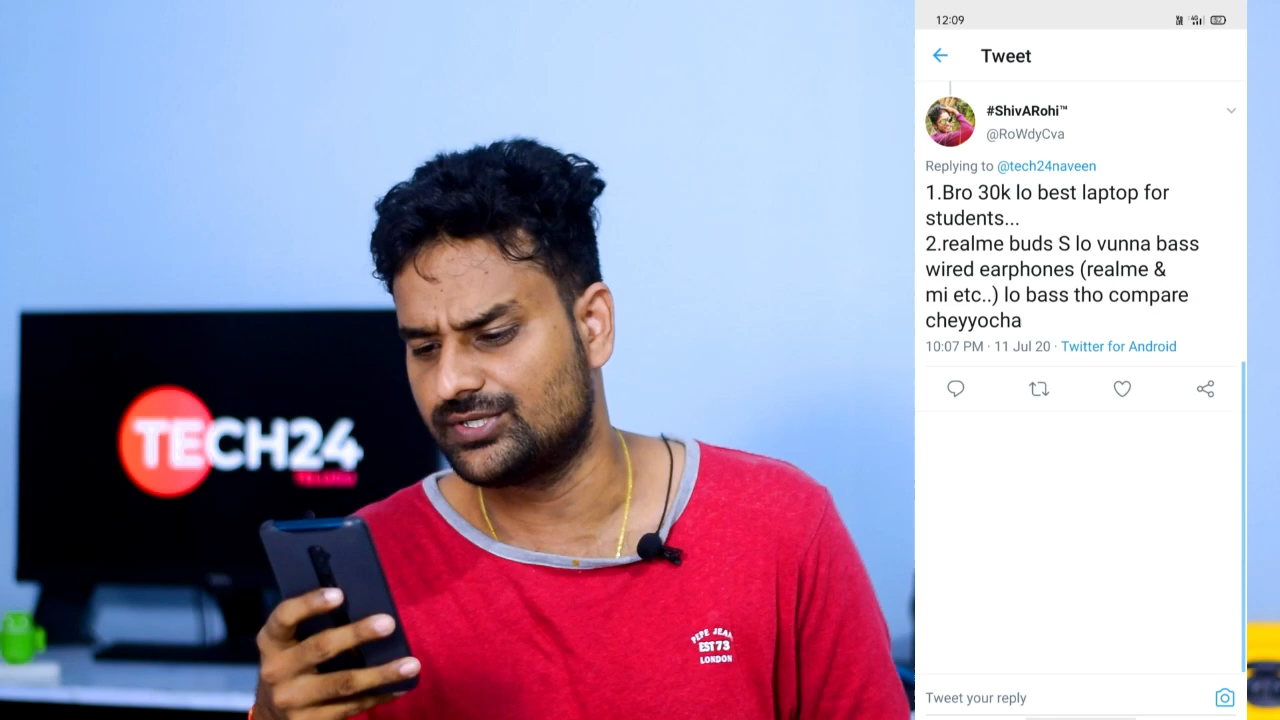 TECH24
TELUGU
PEPE JEANS
EST 73
LONDON
12:09
Tweet
#ShivARohi™
@RoWdyCva
Replying to @tech24naveen
1.Bro 30k lo best laptop for
students...
2.realme buds S lo vunna bass
wired earphones (realme &
mi etc..) lo bass tho compare
cheyyocha
10:07 PM · 11 Jul 20 · Twitter for Android
Tweet your reply